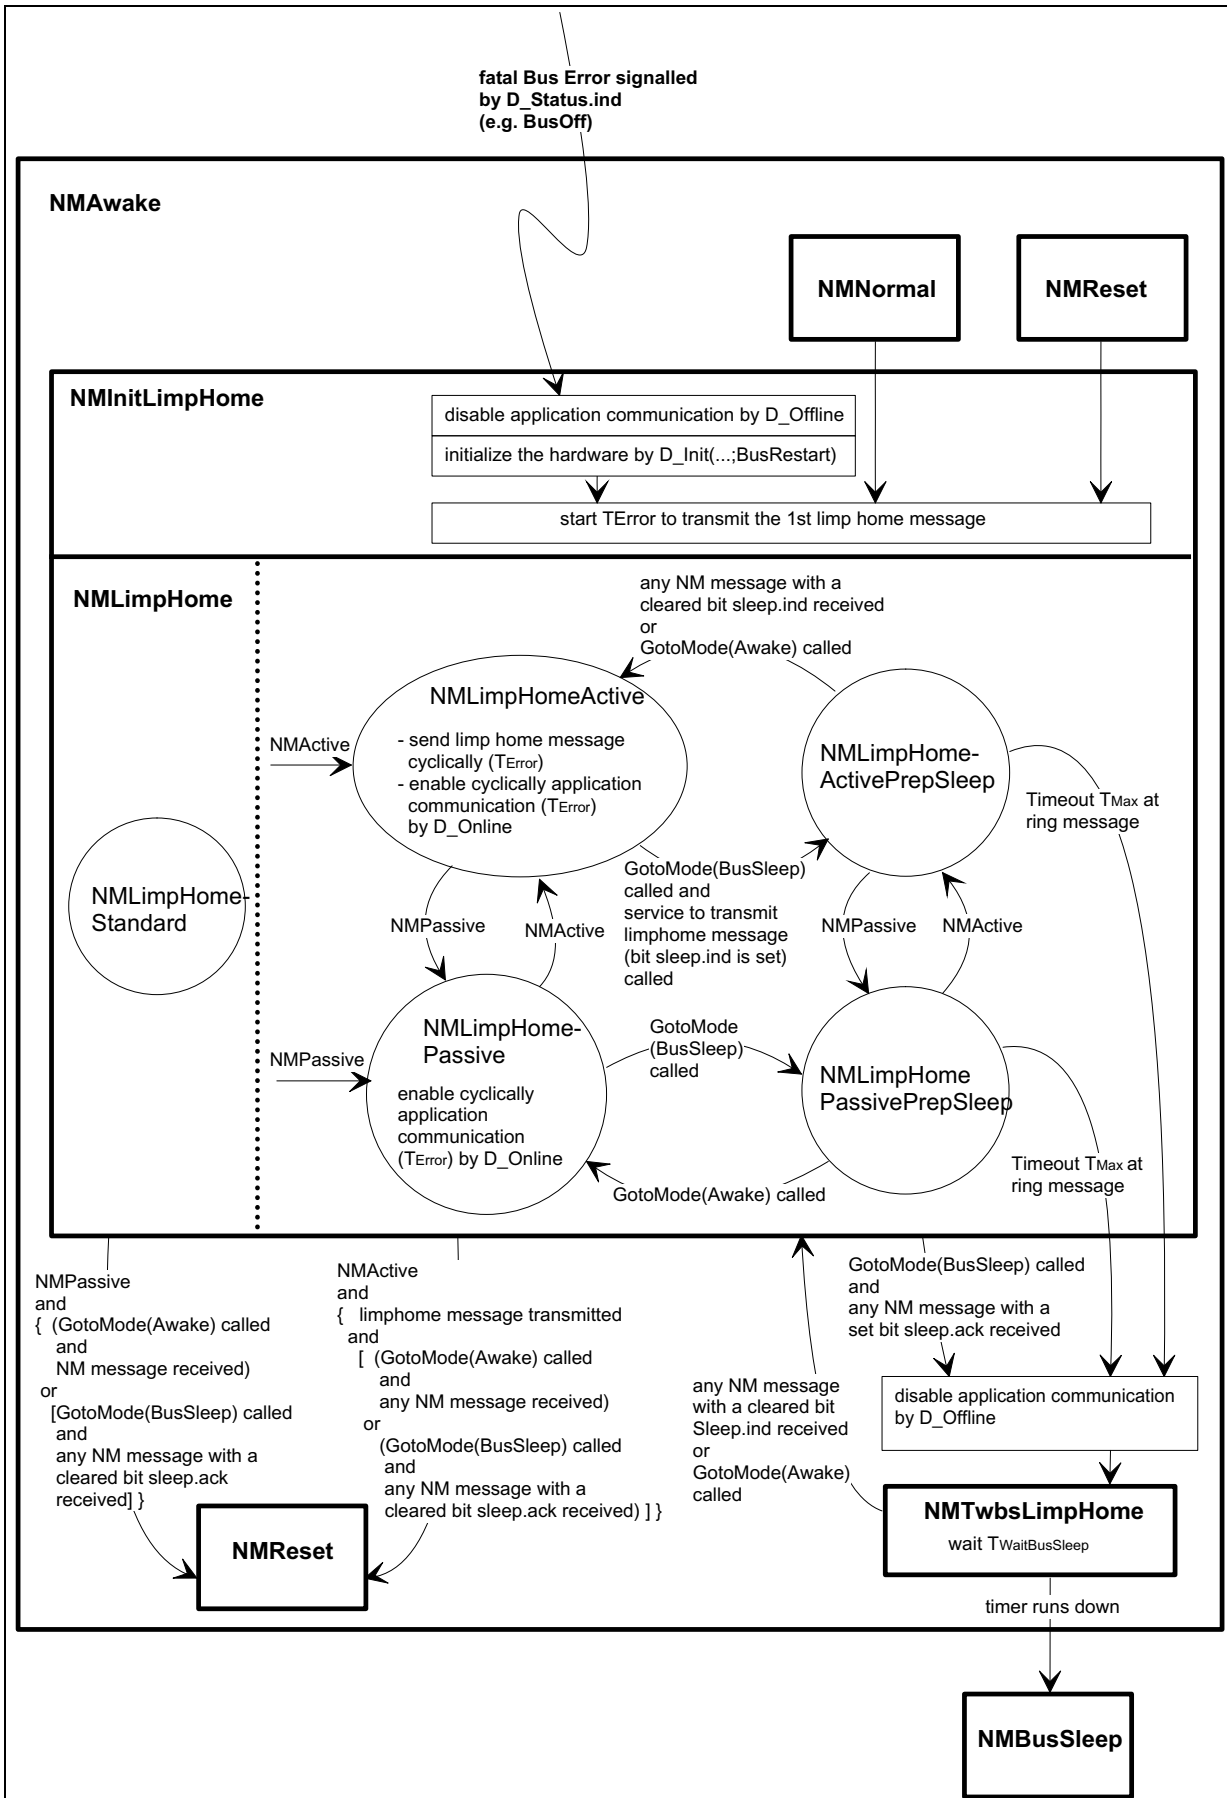 fatal Bus Error signalled
by D_Status.ind
(e.g. BusOff)
NMAwake
NMNormal
NMReset
NMInitLimpHome
disable application communication by D_Offline
initialize the hardware by D_Init(...;BusRestart)
start TError to transmit the 1st limp home message
NMLimpHome
any NM message with a
cleared bit sleep.ind received
or
GotoMode(Awake) called
NMLimpHomeActive
- send limp home message
cyclically (TError)
- enable cyclically application
communication (TError)
by D_Online
NMActive
NMLimpHome-
ActivePrepSleep
Timeout TMax at
ring message
NMLimpHome-
Standard
GotoMode(BusSleep)
called and
service to transmit
limphome message
(bit sleep.ind is set)
called
NMPassive
NMActive
NMPassive
NMActive
NMLimpHome-
Passive
enable cyclically
application
communication
(TError) by D_Online
NMPassive
GotoMode
(BusSleep)
called
NMLimpHome
PassivePrepSleep
GotoMode(Awake) called
Timeout TMax at
ring message
NMPassive
and
{ (GotoMode(Awake) called
and
NM message received)
or
[GotoMode(BusSleep) called
and
any NM message with a
cleared bit sleep.ack
received] }
NMActive
and
{ limphome message transmitted
and
[ (GotoMode(Awake) called
and
any NM message received)
or
(GotoMode(BusSleep) called
and
any NM message with a
cleared bit sleep.ack received) ] }
NMReset
any NM message
with a cleared bit
Sleep.ind received
or
GotoMode(Awake)
called
GotoMode(BusSleep) called
and
any NM message with a
set bit sleep.ack received
disable application communication
by D_Offline
NMTwbsLimpHome
wait TWaitBusSleep
timer runs down
NMBusSleep